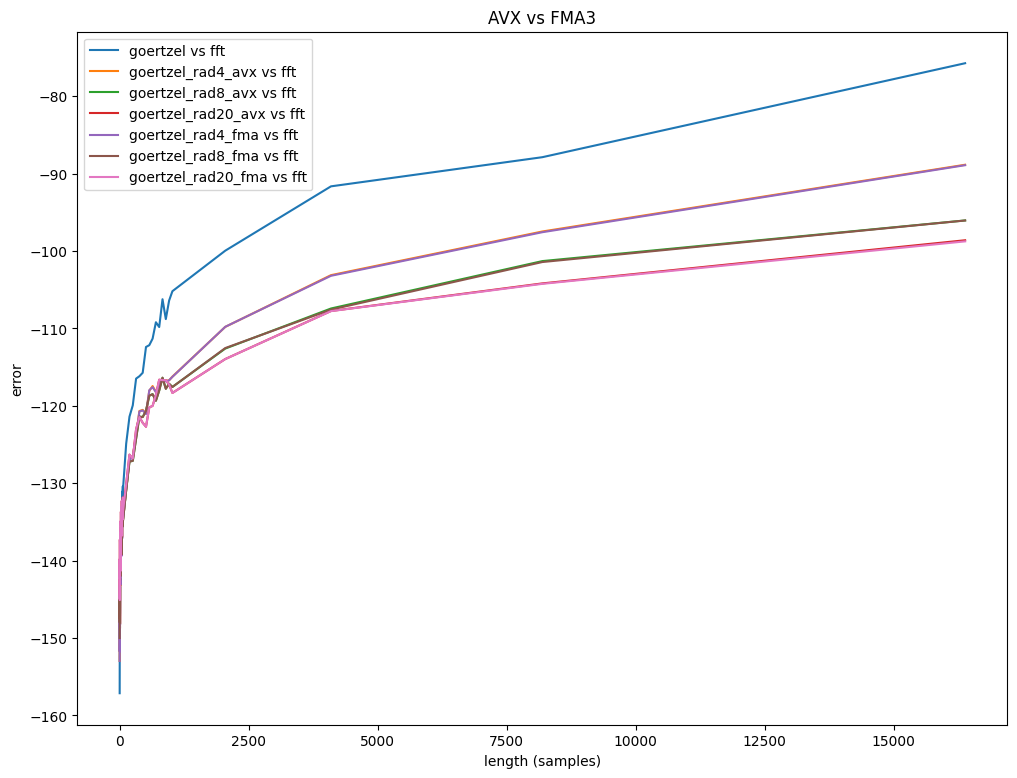 AVX vs FMA3
goertzel vs fft
goertzel_rad4_avx vs fft
goertzel_rad8_avx vs fft
goertzel_rad20_avx vs fft
goertzel_rad4_fma vs fft
goertzel_rad8_fma vs fft
goertzel_rad20_fma vs fft
error
−80
−90
−100
−110
−120
−130
−140
−150
−160
0 2500 5000 7500 10000 12500 15000
length (samples)